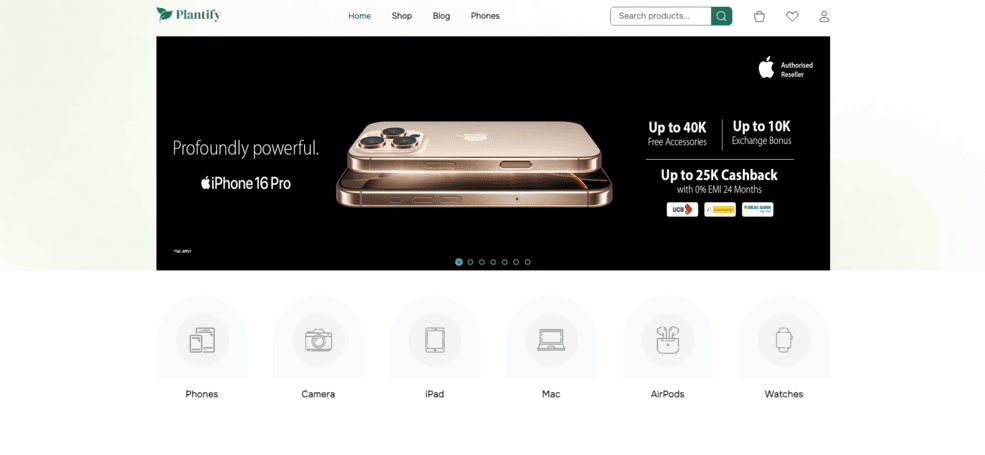 Plantify
Home Shop Blog Phones
Search products...
Authorised
Reseller
Profoundly powerful.
iPhone 16 Pro
Up to 40K
Free Accessories
Up to 10K
Exchange Bonus
Up to 25K Cashback
with 0% EMI 24 Months
UCB
BRAC BANK
*T&C APPLY
Phones Camera iPad Mac AirPods Watches